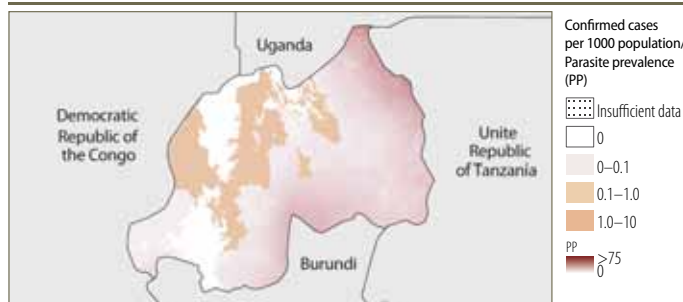 Uganda
Democratic
Republic of
the Congo
Unite
Republic
of Tanzania
Burundi
Confirmed cases
per 1000 population/
Parasite prevalence
(PP)
Insufficient data
0
0–0.1
0.1–1.0
1.0–10
PP
>75
0